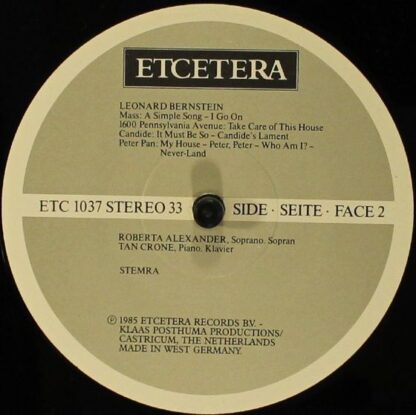 ETCETERA
LEONARD BERNSTEIN
Mass: A Simple Song – I Go On
1600 Pennsylvania Avenue: Take Care of This House
Candide: It Must Be So – Candide's Lament
Peter Pan: My House – Peter, Peter – Who Am I? –
Never-Land
ETC 1037 STEREO 33 SIDE · SEITE · FACE 2
ROBERTA ALEXANDER, Soprano. Sopran
TAN CRONE, Piano. Klavier
STEMRA
℗ 1985 ETCETERA RECORDS BV. -
KLAAS POSTHUMA PRODUCTIONS/
CASTRICUM, THE NETHERLANDS
MADE IN WEST GERMANY.